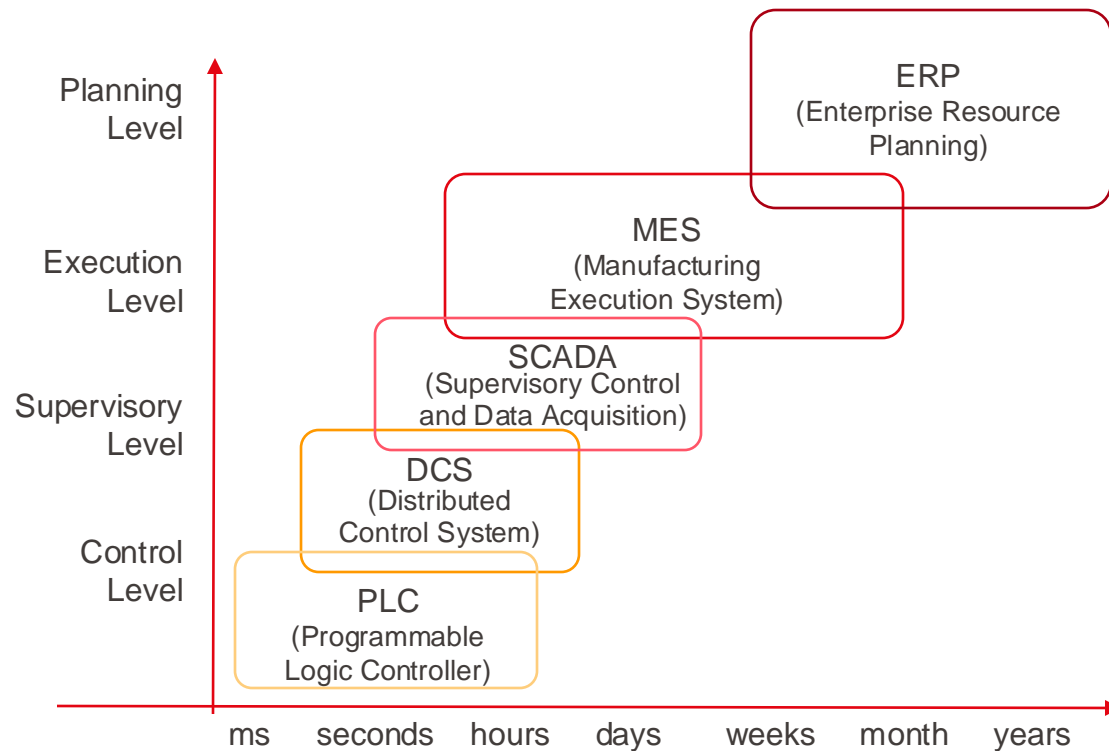 Planning
Level
ERP
(Enterprise Resource
Planning)
Execution
Level
MES
(Manufacturing
Execution System)
Supervisory
Level
SCADA
(Supervisory Control
and Data Acquisition)
DCS
(Distributed
Control System)
Control
Level
PLC
(Programmable
Logic Controller)
ms seconds hours days weeks month years